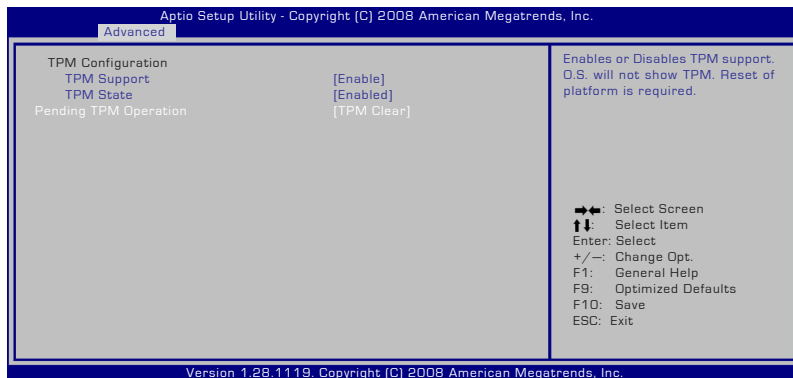 Aptio Setup Utility - Copyright (C) 2008 American Megatrends, Inc.
Advanced
TPM Configuration
TPM Support [Enable]
TPM State [Enabled]
Pending TPM Operation [TPM Clear]
Enables or Disables TPM support.
O.S. will not show TPM. Reset of
platform is required.
: Select Screen
: Select Item
Enter: Select
+/—: Change Opt.
F1: General Help
F9: Optimized Defaults
F10: Save
ESC: Exit
Version 1.28.1119. Copyright (C) 2008 American Megatrends, Inc.